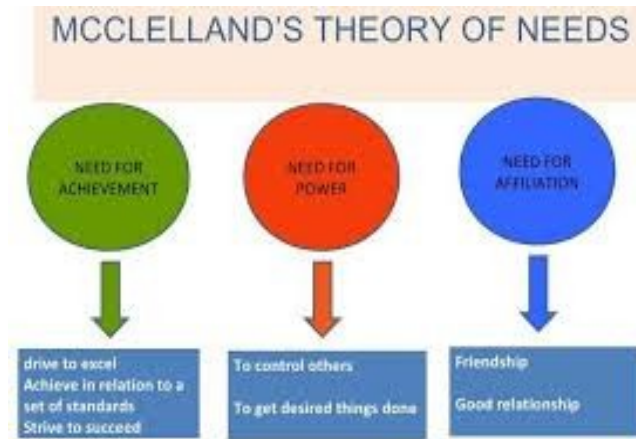 MCCLELLAND'S THEORY OF NEEDS
NEED FOR
ACHIEVEMENT
NEED FOR
POWER
NEED FOR
AFFILIATION
drive to excel
Achieve in relation to a
set of standards
Strive to succeed
To control others
To get desired things done
Friendship
Good relationship